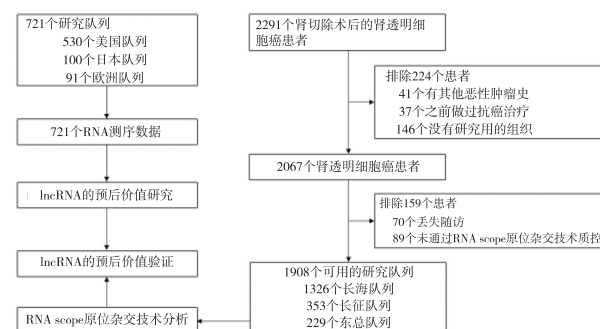 721个研究队列
530个美国队列
100个日本队列
91个欧洲队列
721个RNA测序数据
lncRNA的预后价值研究
lncRNA的预后价值验证
RNA scope原位杂交技术分析
2291个肾切除术后的肾透明细
胞癌患者
排除224个患者
41个有其他恶性肿瘤史
37个之前做过抗癌治疗
146个没有研究用的组织
2067个肾透明细胞癌患者
排除159个患者
70个丢失随访
89个未通过RNA scope原位杂交技术质控
1908个可用的研究队列
1326个长海队列
353个长征队列
229个东总队列